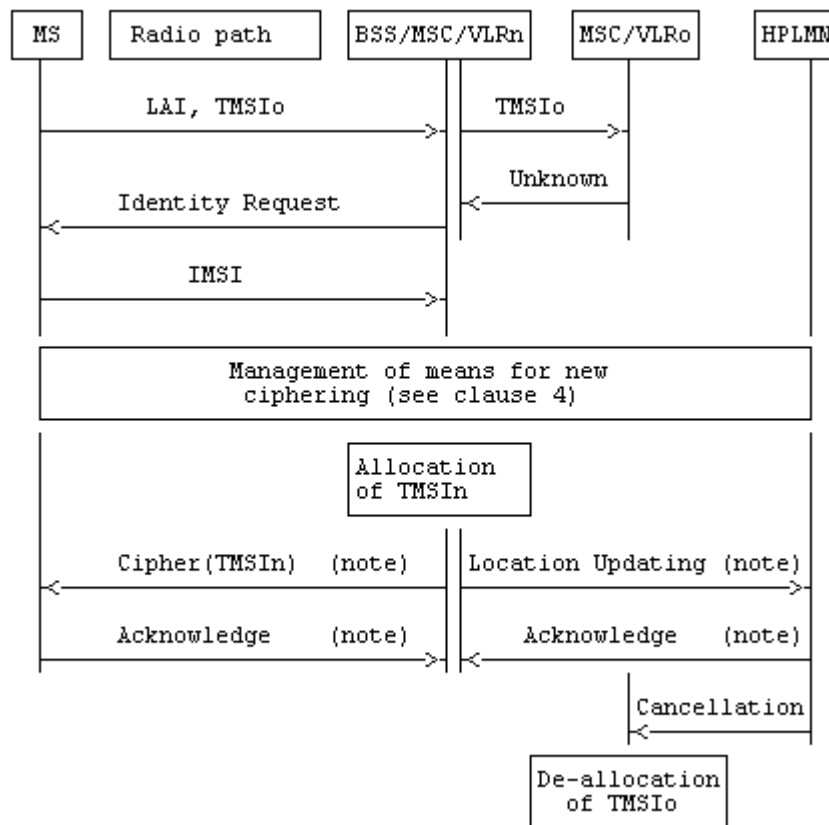 MS Radio path BSS/MSC/VLRn MSC/VLRo HPLMN
LAI, TMSIo TMSIo
Unknown
Identity Request
IMSI
Management of means for new
ciphering (see clause 4)
Allocation
of TMSIn
Cipher(TMSIn) (note) Location Updating (note)
Acknowledge (note) Acknowledge (note)
Cancellation
De-allocation
of TMSIo